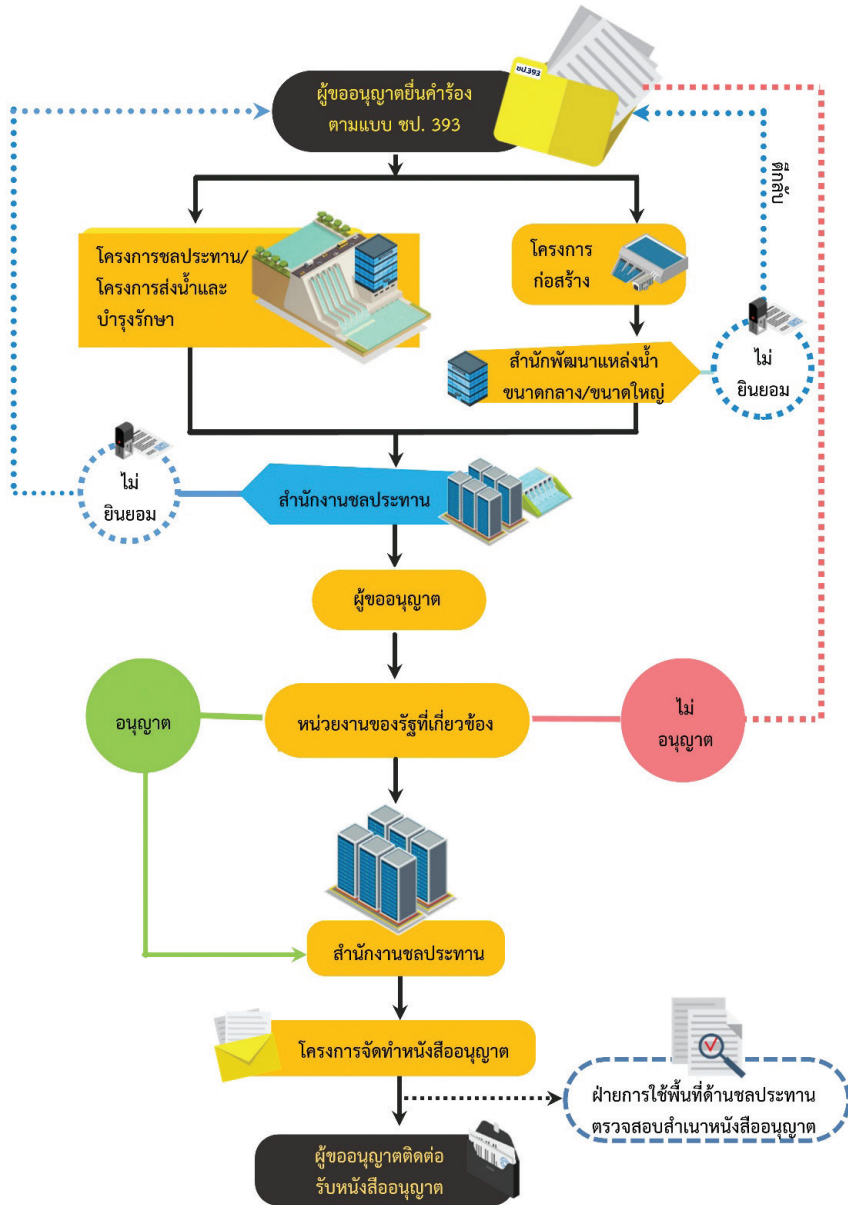 ชป.393
ผู้ขออนุญาตยื่นคำร้อง
ตามแบบ ชป. 393
ตีกลับ
โครงการชลประทาน/
โครงการส่งน้ำและ
บำรุงรักษา
โครงการ
ก่อสร้าง
สำนักพัฒนาแหล่งน้ำ
ขนาดกลาง/ขนาดใหญ่
ไม่
ยินยอม
ไม่
ยินยอม
สำนักงานชลประทาน
ผู้ขออนุญาต
อนุญาต
หน่วยงานของรัฐที่เกี่ยวข้อง
ไม่
อนุญาต
สำนักงานชลประทาน
โครงการจัดทำหนังสืออนุญาต
ฝ่ายการใช้พื้นที่ด้านชลประทาน
ตรวจสอบสำเนาหนังสืออนุญาต
ผู้ขออนุญาตติดต่อ
รับหนังสืออนุญาต